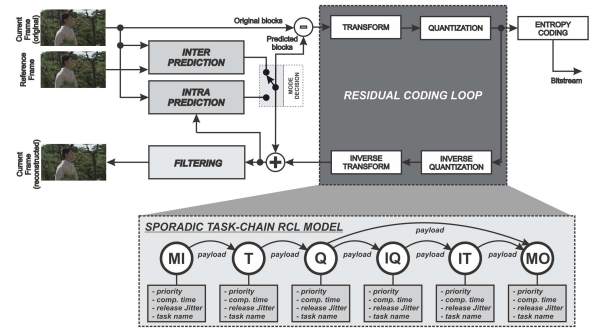 Current
Frame
(original)
Original blocks
TRANSFORM
QUANTIZATION
ENTROPY
CODING
Predicted
blocks
Reference
Frame
INTER
PREDICTION
MODE
DECISION
Bitstream
INTRA
PREDICTION
RESIDUAL CODING LOOP
Current
Frame
(reconstructed)
FILTERING
INVERSE
TRANSFORM
INVERSE
QUANTIZATION
SPORADIC TASK-CHAIN RCL MODEL
payload
MI
payload
T
payload
Q
payload
IQ
payload
IT
payload
MO
- priority
- comp. time
- release Jitter
- task name
- priority
- comp. time
- release Jitter
- task name
- priority
- comp. time
- release Jitter
- task name
- priority
- comp. time
- release Jitter
- task name
- priority
- comp. time
- release Jitter
- task name
- priority
- comp. time
- release Jitter
- task name